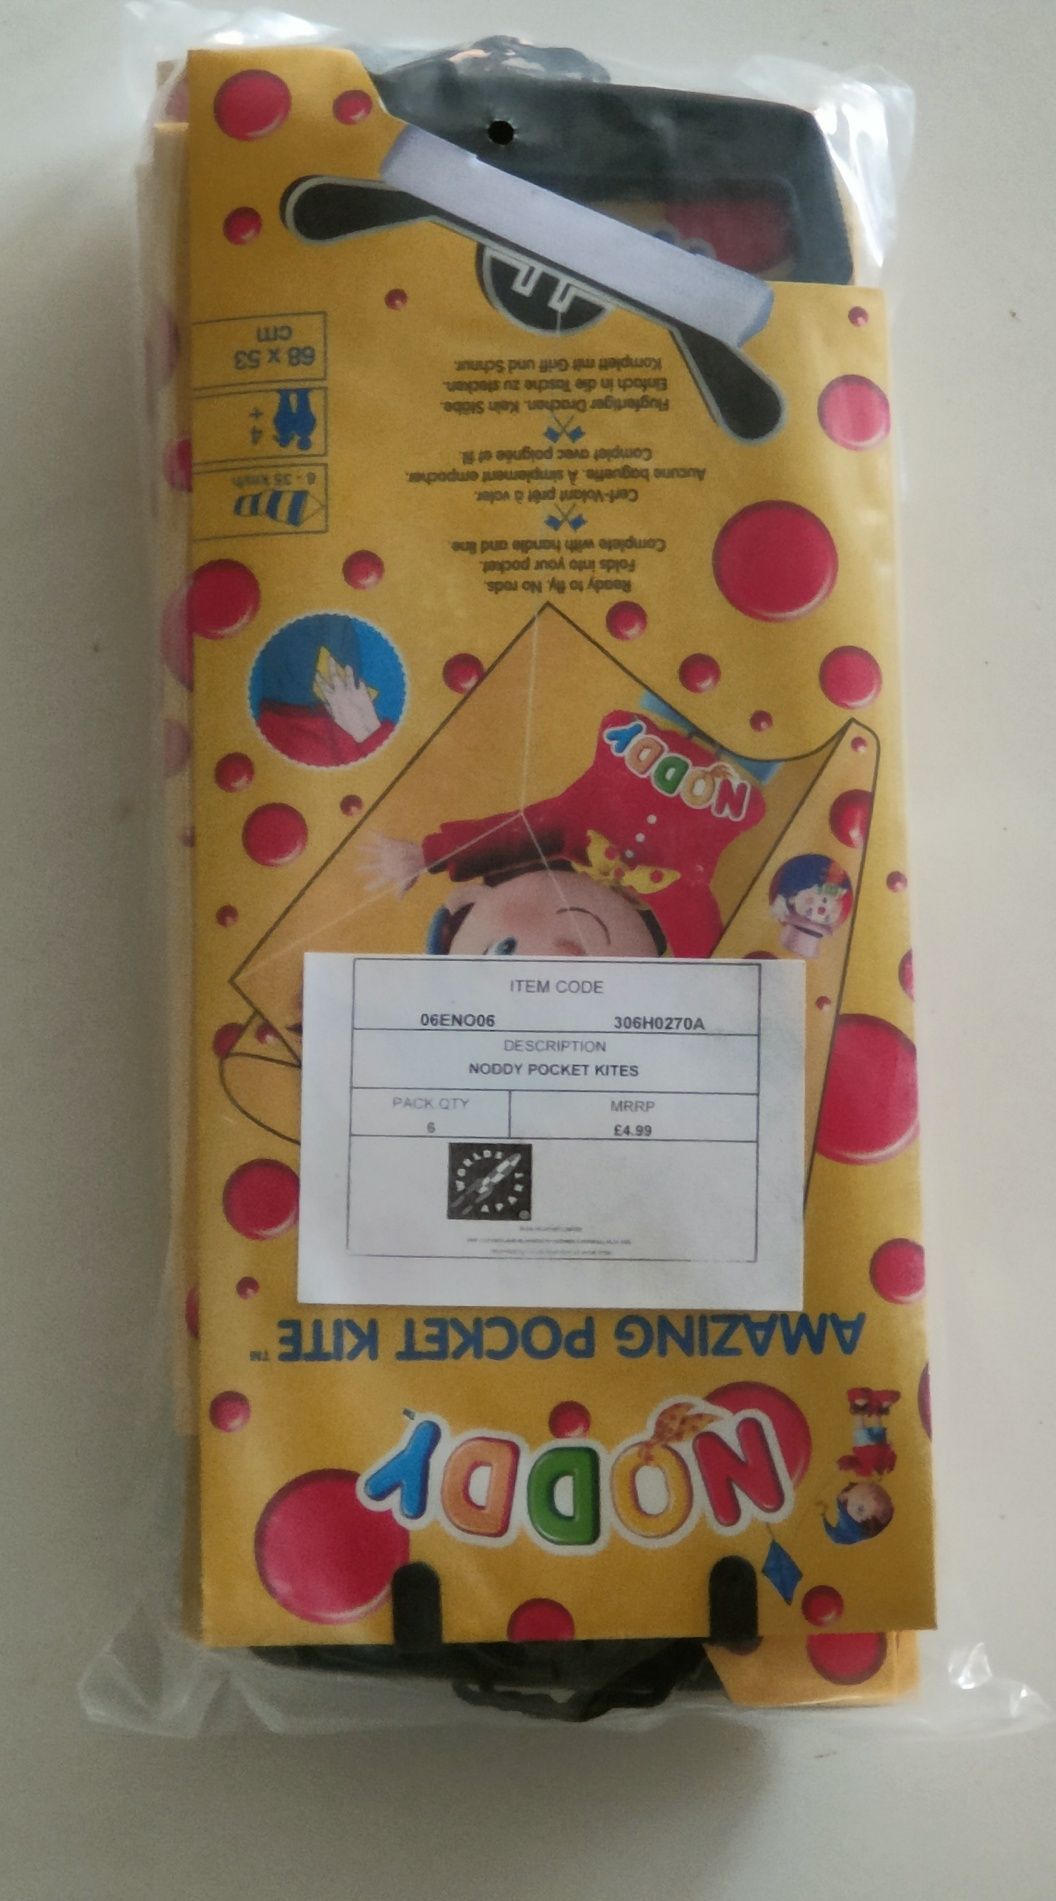 ITEM CODE
06ENO06 306H0270A
DESCRIPTION
NODDY POCKET KITES
PACK QTY MRRP
6 £4.99
WORLDS APART
NODDY™
AMAZING POCKET KITE™
NODDY
Ready to fly. No rods.
Folds into your pocket.
Complete with handle and line.
Cerf-Volant prêt à voler.
Aucune baguette. À simplement empocher.
Complet avec poignée et fil.
Flugfertiger Drachen. Kein Stäbe.
Einfach in die Tasche zu stecken.
Komplett mit Griff und Schnur.
6 - 35 km/h
4 +
68 x 53
cm